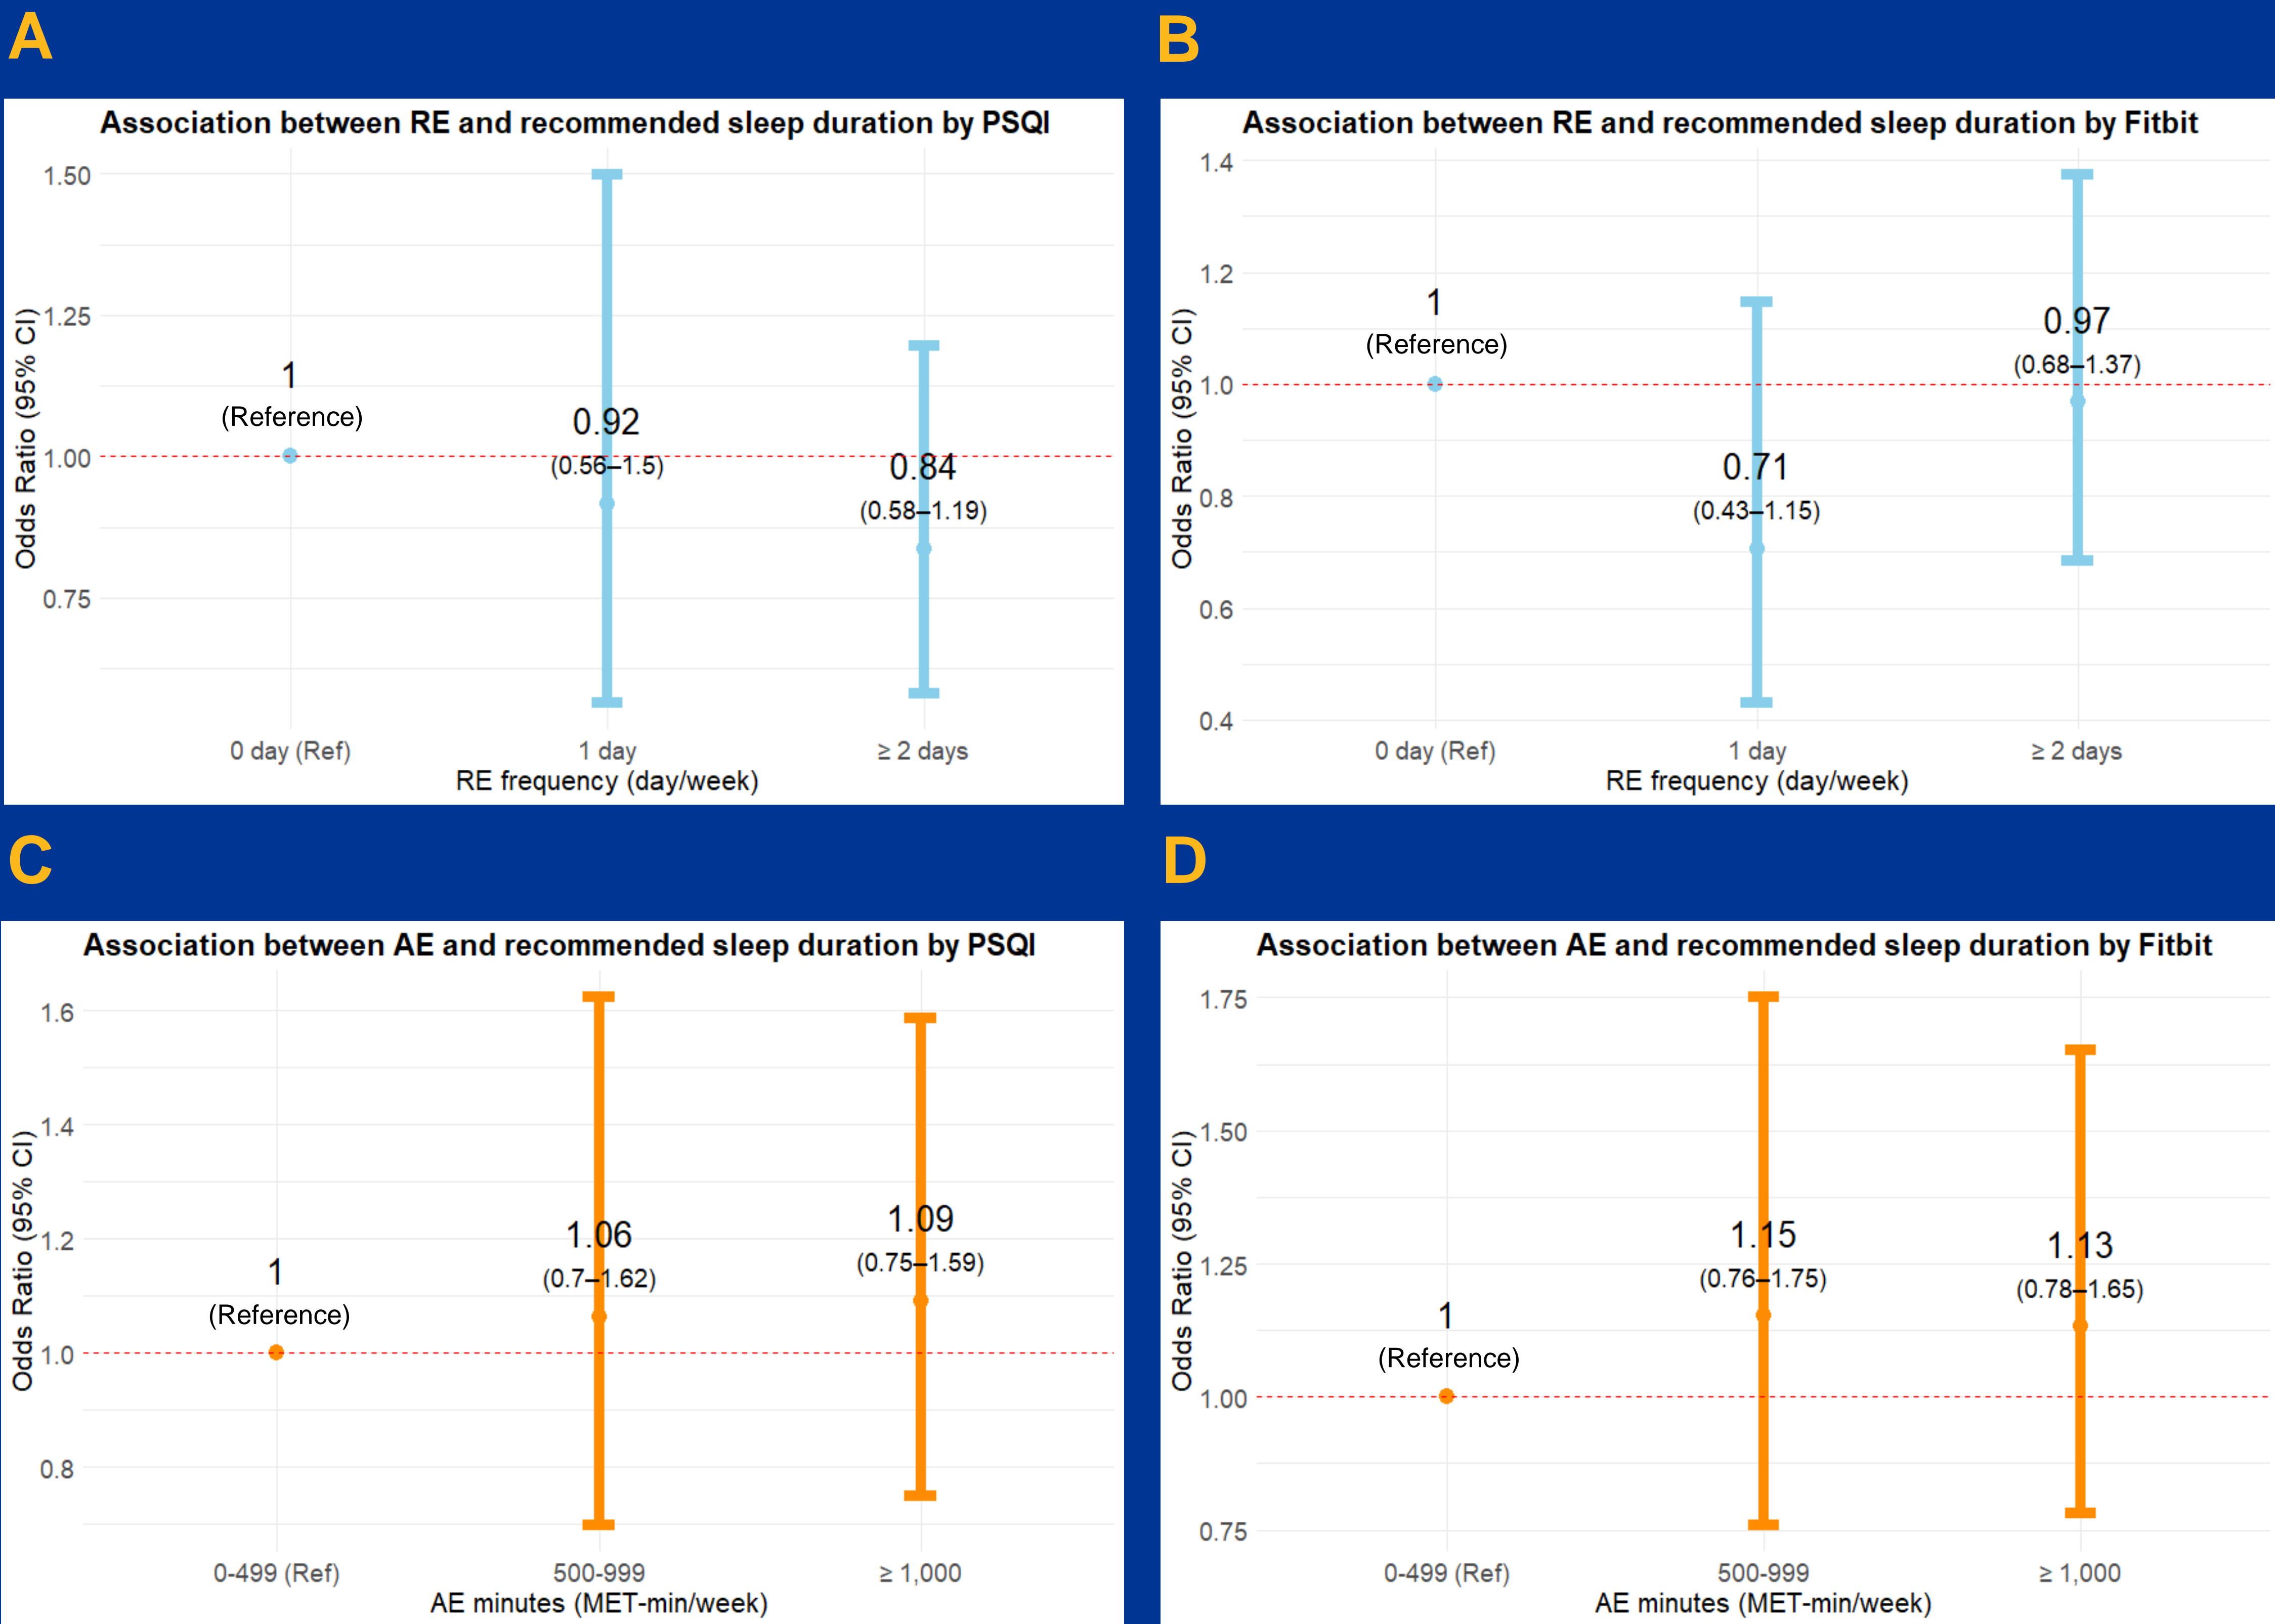 A
Association between RE and recommended sleep duration by PSQI
Odds Ratio (95% CI)
1.50
1.25
1.00
0.75
1
(Reference)
0.92
(0.56–1.5)
0.84
(0.58–1.19)
0 day (Ref)
1 day
≥ 2 days
RE frequency (day/week)
B
Association between RE and recommended sleep duration by Fitbit
Odds Ratio (95% CI)
1.4
1.2
1.0
0.8
0.6
0.4
1
(Reference)
0.71
(0.43–1.15)
0.97
(0.68–1.37)
0 day (Ref)
1 day
≥ 2 days
RE frequency (day/week)
C
Association between AE and recommended sleep duration by PSQI
Odds Ratio (95% CI)
1.6
1.4
1.2
1.0
0.8
1
(Reference)
1.06
(0.7–1.62)
1.09
(0.75–1.59)
0-499 (Ref)
500-999
≥ 1,000
AE minutes (MET-min/week)
D
Association between AE and recommended sleep duration by Fitbit
Odds Ratio (95% CI)
1.75
1.50
1.25
1.00
0.75
1
(Reference)
1.15
(0.76–1.75)
1.13
(0.78–1.65)
0-499 (Ref)
500-999
≥ 1,000
AE minutes (MET-min/week)